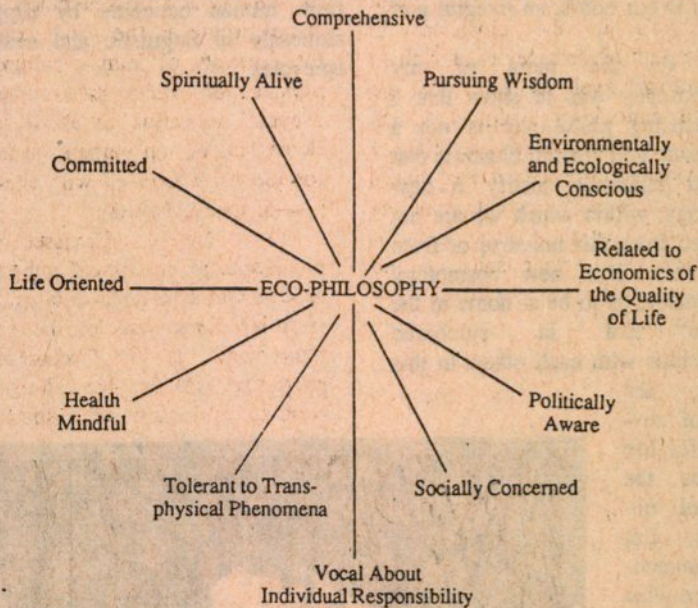 Comprehensive
Spiritually Alive
Pursuing Wisdom
Environmentally
and Ecologically
Conscious
Committed
Life Oriented
ECO-PHILOSOPHY
Related to
Economics of
the Quality
of Life
Health
Mindful
Politically
Aware
Tolerant to Trans-
physical Phenomena
Socially Concerned
Vocal About
Individual Responsibility